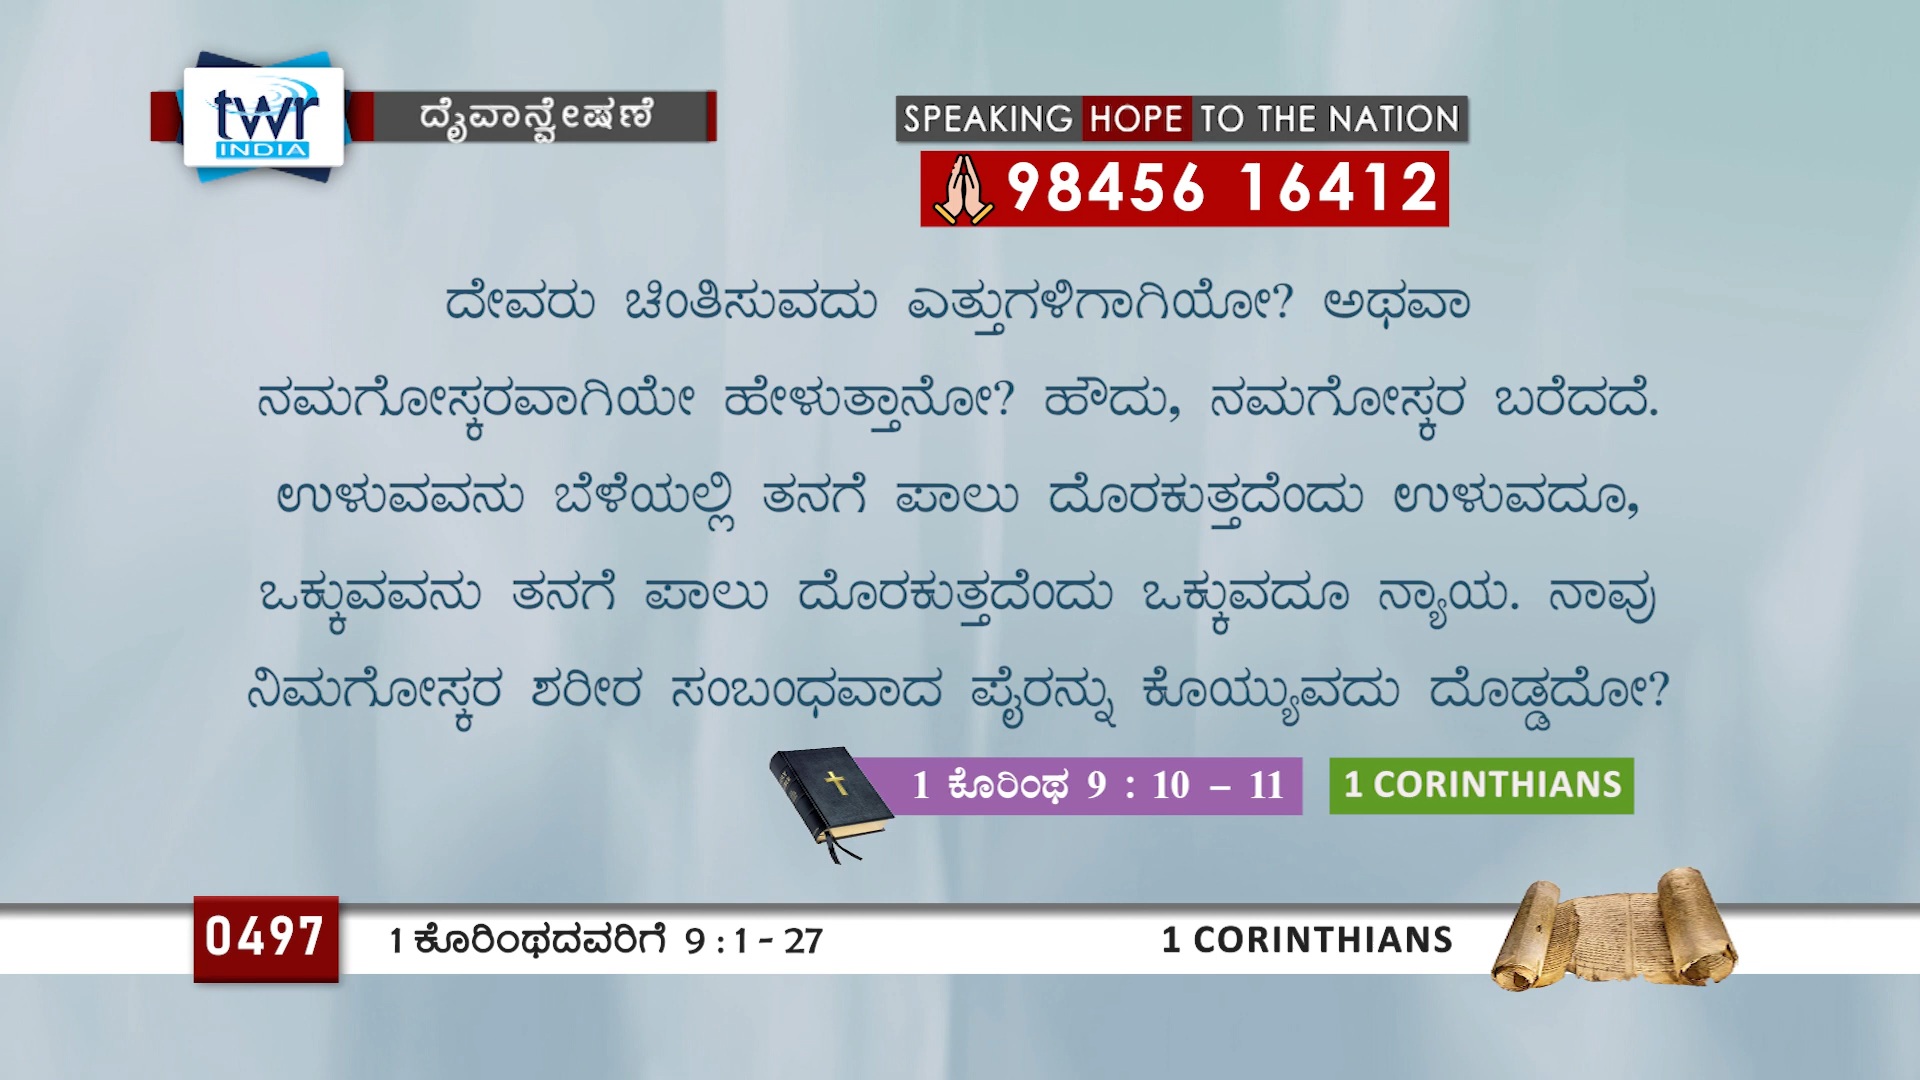 twr
INDIA
ದೈವಾನ್ವೇಷಣೆ
SPEAKING HOPE TO THE NATION
98456 16412
ದೇವರು ಚಿಂತಿಸುವದು ಎತ್ತುಗಳಿಗಾಗಿಯೋ? ಅಥವಾ
ನಮಗೋಸ್ಕರವಾಗಿಯೇ ಹೇಳುತ್ತಾನೋ? ಹೌದು, ನಮಗೋಸ್ಕರ ಬರೆದದೆ.
ಉಳುವವನು ಬೆಳೆಯಲ್ಲಿ ತನಗೆ ಪಾಲು ದೊರಕುತ್ತದೆಂದು ಉಳುವದೂ,
ಒಕ್ಕುವವನು ತನಗೆ ಪಾಲು ದೊರಕುತ್ತದೆಂದು ಒಕ್ಕುವದೂ ನ್ಯಾಯ. ನಾವು
ನಿಮಗೋಸ್ಕರ ಶರೀರ ಸಂಬಂಧವಾದ ಪೈರನ್ನು ಕೊಯ್ಯುವದು ದೊಡ್ಡದೋ?
1 ಕೊರಿಂಥ 9 : 10 – 11
1 CORINTHIANS
0497
1 ಕೊರಿಂಥದವರಿಗೆ 9 : 1 - 27
1 CORINTHIANS